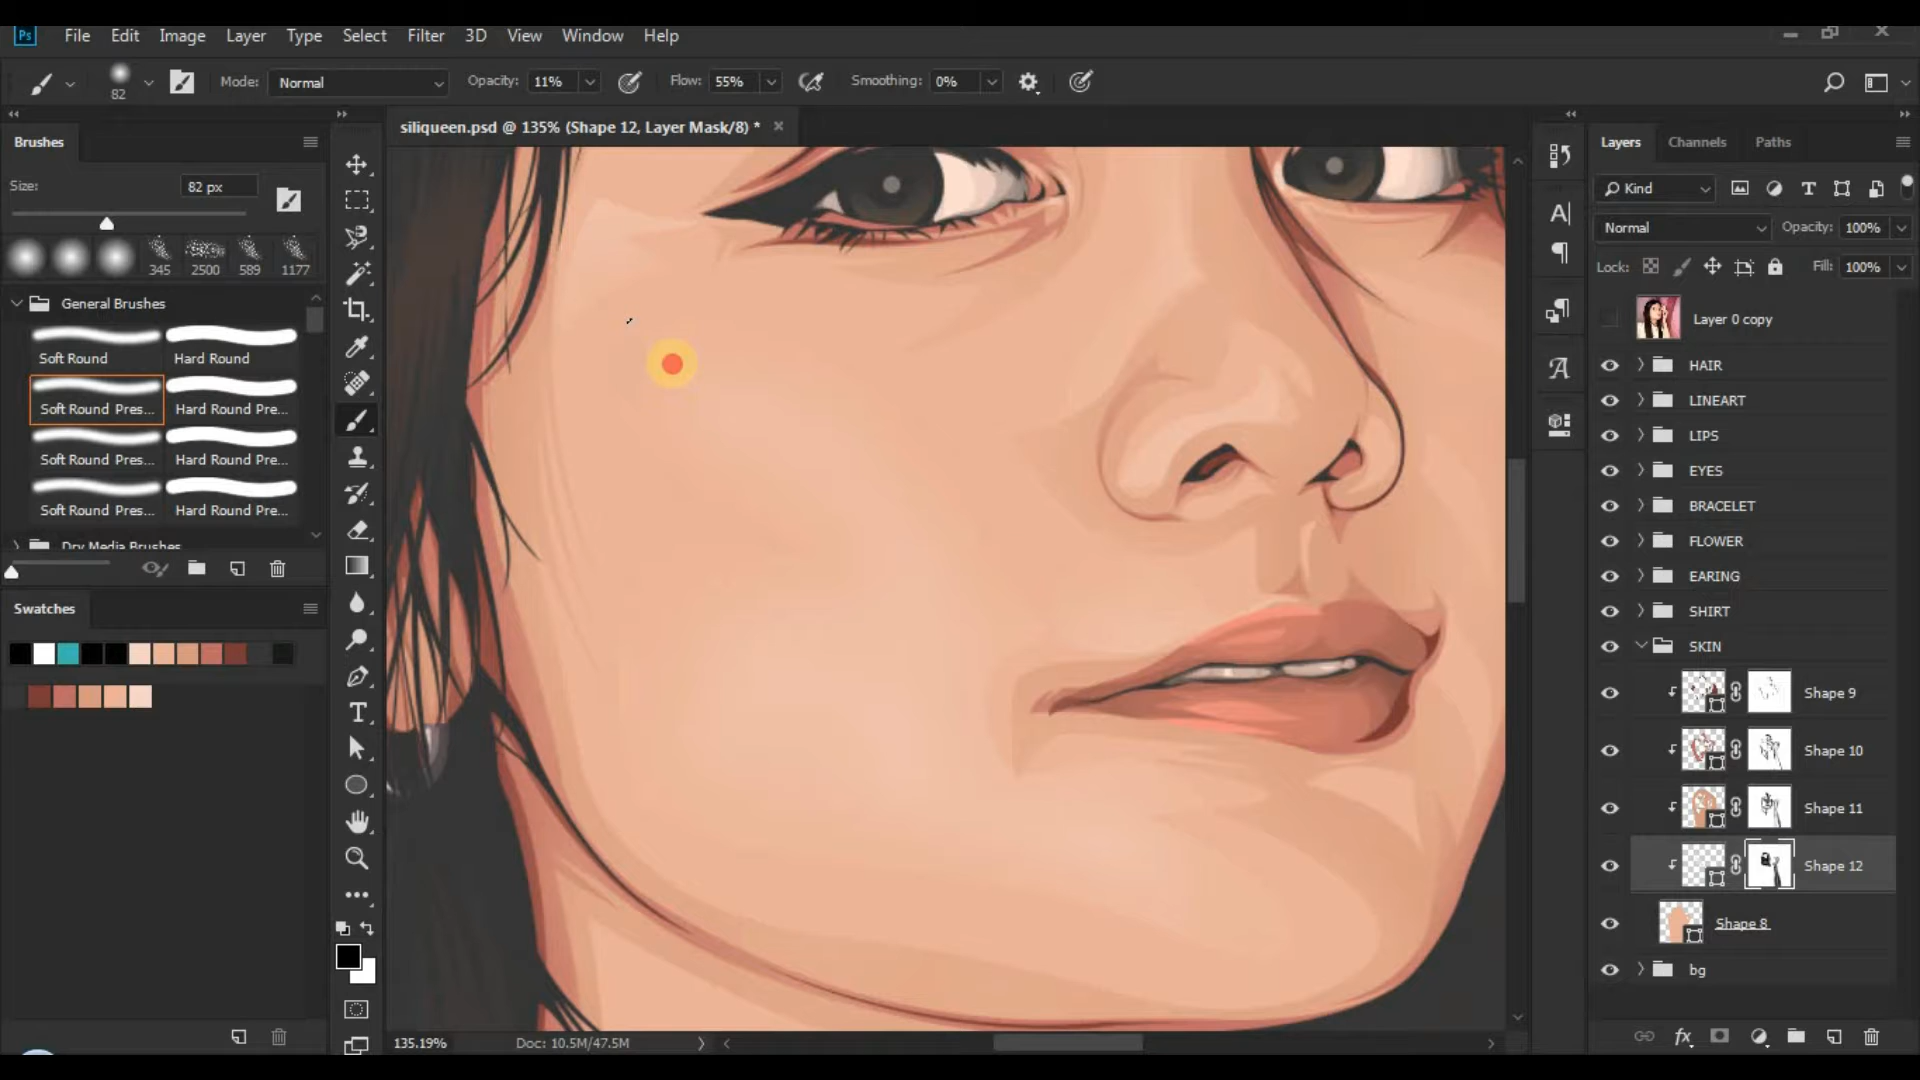 Ps File Edit Image Layer Type Select Filter 3D View Window Help
82 Mode: Normal Opacity: 11% Flow: 55% Smoothing: 0%
siliqueen.psd @ 135% (Shape 12, Layer Mask/8) *
Brushes
Size: 82 px
345 2500 589 1177
General Brushes
Soft Round Hard Round
Soft Round Pres... Hard Round Pre...
Soft Round Pres... Hard Round Pre...
Soft Round Pres... Hard Round Pre...
Dry Media Brushes
Swatches
135.19% Doc: 10.5M/47.5M
Layers Channels Paths
Kind
Normal Opacity: 100%
Lock: Fill: 100%
Layer 0 copy
HAIR
LINEART
LIPS
EYES
BRACELET
FLOWER
EARING
SHIRT
SKIN
Shape 9
Shape 10
Shape 11
Shape 12
Shape 8
bg